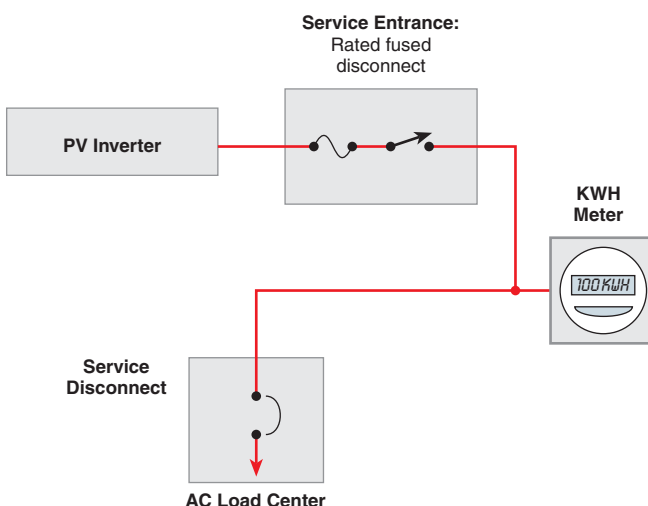 Service Entrance:
Rated fused
disconnect
PV Inverter
KWH
Meter
100 KWH
Service
Disconnect
AC Load Center